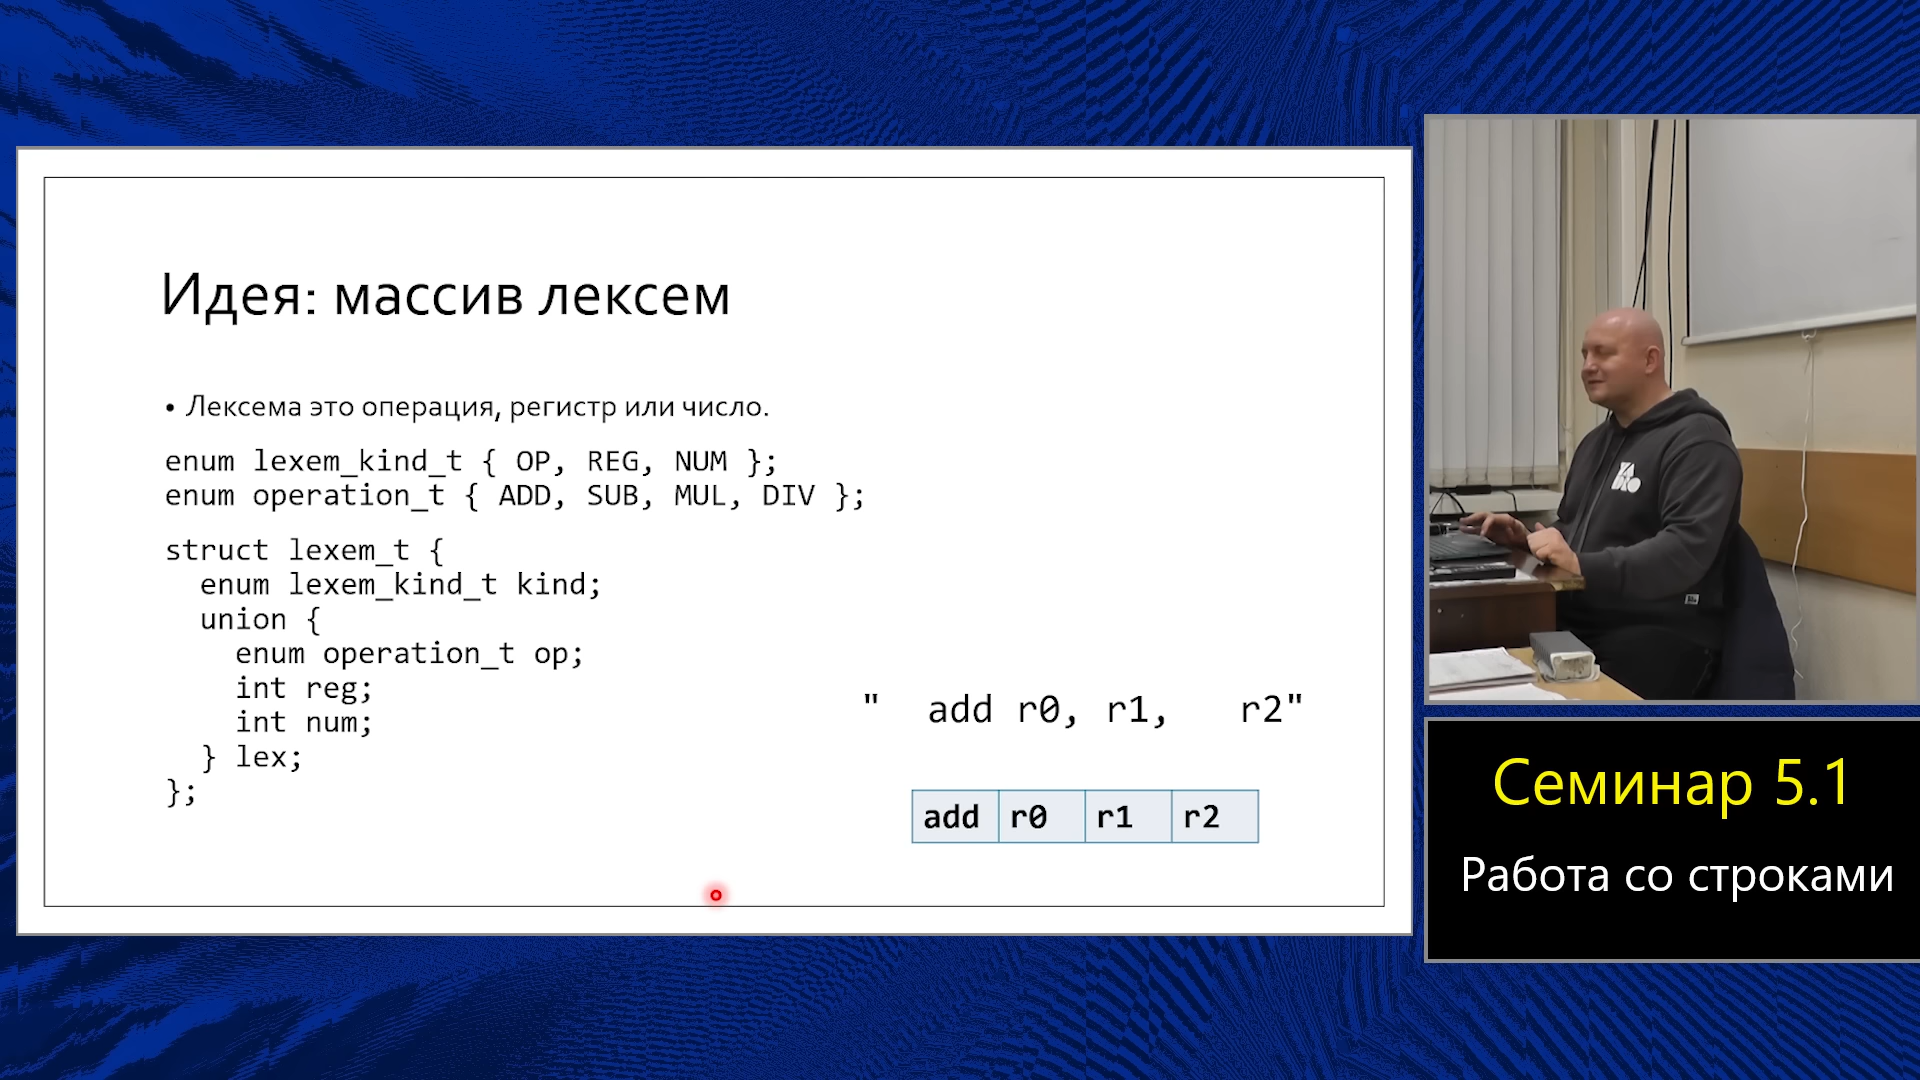 Идея: массив лексем
• Лексема это операция, регистр или число.
enum lexem_kind_t { OP, REG, NUM };
enum operation_t { ADD, SUB, MUL, DIV };
struct lexem_t {
  enum lexem_kind_t kind;
  union {
    enum operation_t op;
    int reg;
    int num;
  } lex;
};
"  add r0, r1,   r2"
add r0 r1 r2
Семинар 5.1
Работа со строками